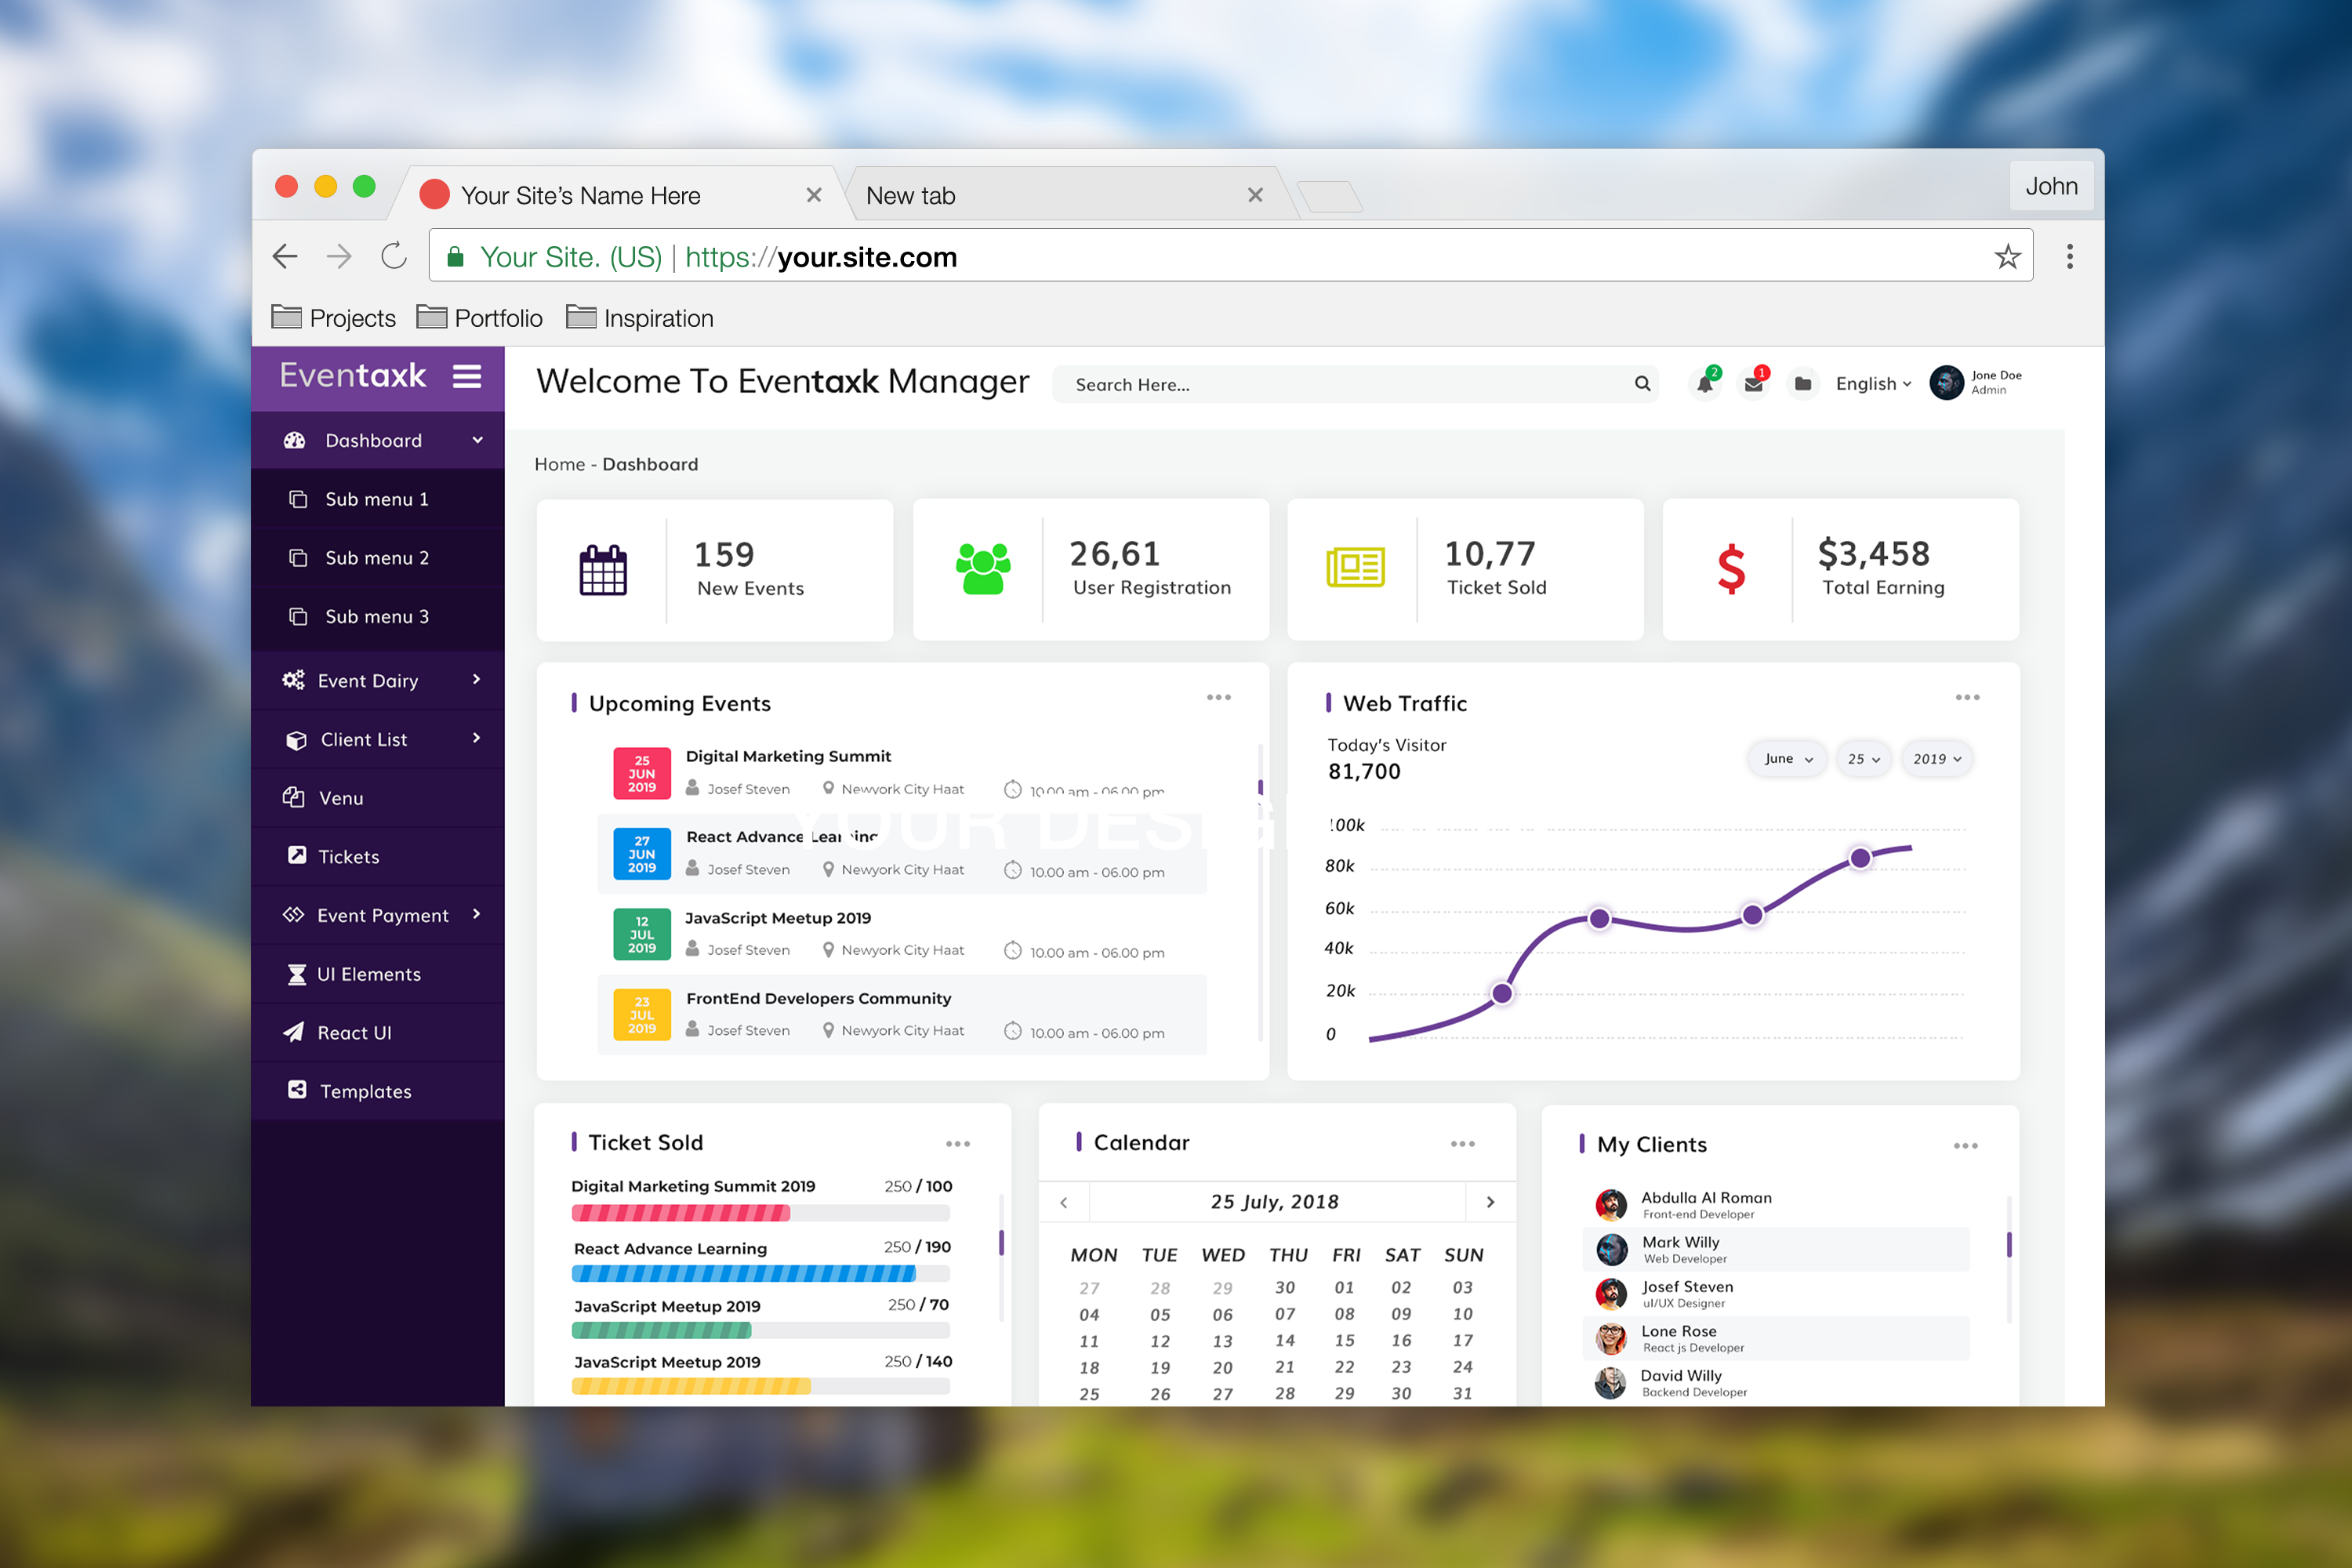 Your Site’s Name Here
New tab
John
Your Site. (US) | https://your.site.com
Projects Portfolio Inspiration
Eventaxk
Welcome To Eventaxk Manager
Search Here...
2
1
English
Jone Doe
Admin
Dashboard
Sub menu 1
Sub menu 2
Sub menu 3
Event Dairy
Client List
Venu
Tickets
Event Payment
UI Elements
React UI
Templates
Home - Dashboard
159
New Events
26,61
User Registration
10,77
Ticket Sold
$3,458
Total Earning
Upcoming Events
25
JUN
2019
Digital Marketing Summit
Josef Steven Newyork City Haat 10.00 am - 06.00 pm
27
JUN
2019
React Advance Learning
Josef Steven Newyork City Haat 10.00 am - 06.00 pm
12
JUL
2019
JavaScript Meetup 2019
Josef Steven Newyork City Haat 10.00 am - 06.00 pm
23
JUL
2019
FrontEnd Developers Community
Josef Steven Newyork City Haat 10.00 am - 06.00 pm
YOUR DESIG
Web Traffic
Today's Visitor
81,700
June 25 2019
100k
80k
60k
40k
20k
0
Ticket Sold
Digital Marketing Summit 2019 250 / 100
React Advance Learning 250 / 190
JavaScript Meetup 2019 250 / 70
JavaScript Meetup 2019 250 / 140
Calendar
25 July, 2018
MON TUE WED THU FRI SAT SUN
27 28 29 30 01 02 03
04 05 06 07 08 09 10
11 12 13 14 15 16 17
18 19 20 21 22 23 24
25 26 27 28 29 30 31
My Clients
Abdulla Al Roman
Front-end Developer
Mark Willy
Web Developer
Josef Steven
uI/UX Designer
Lone Rose
React js Developer
David Willy
Backend Developer